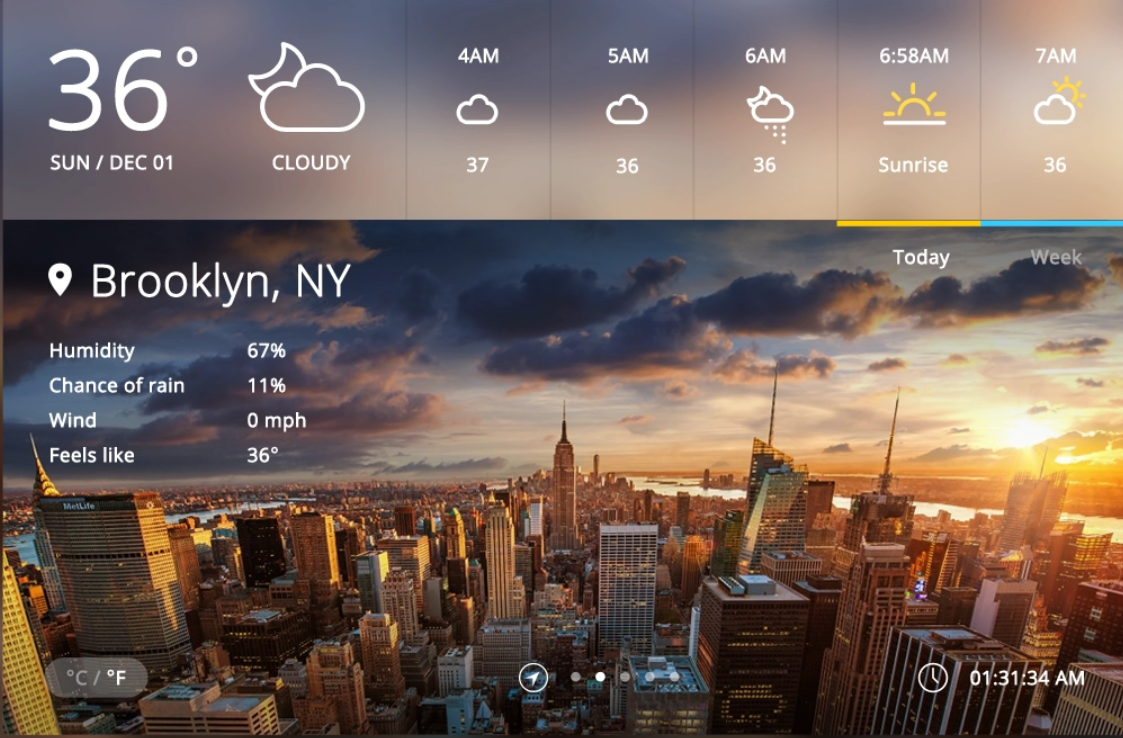 36°
SUN / DEC 01
CLOUDY
4AM
37
5AM
36
6AM
36
6:58AM
Sunrise
7AM
36
Today
Week
Brooklyn, NY
Humidity 67%
Chance of rain 11%
Wind 0 mph
Feels like 36°
MetLife
°C / °F
01:31:34 AM